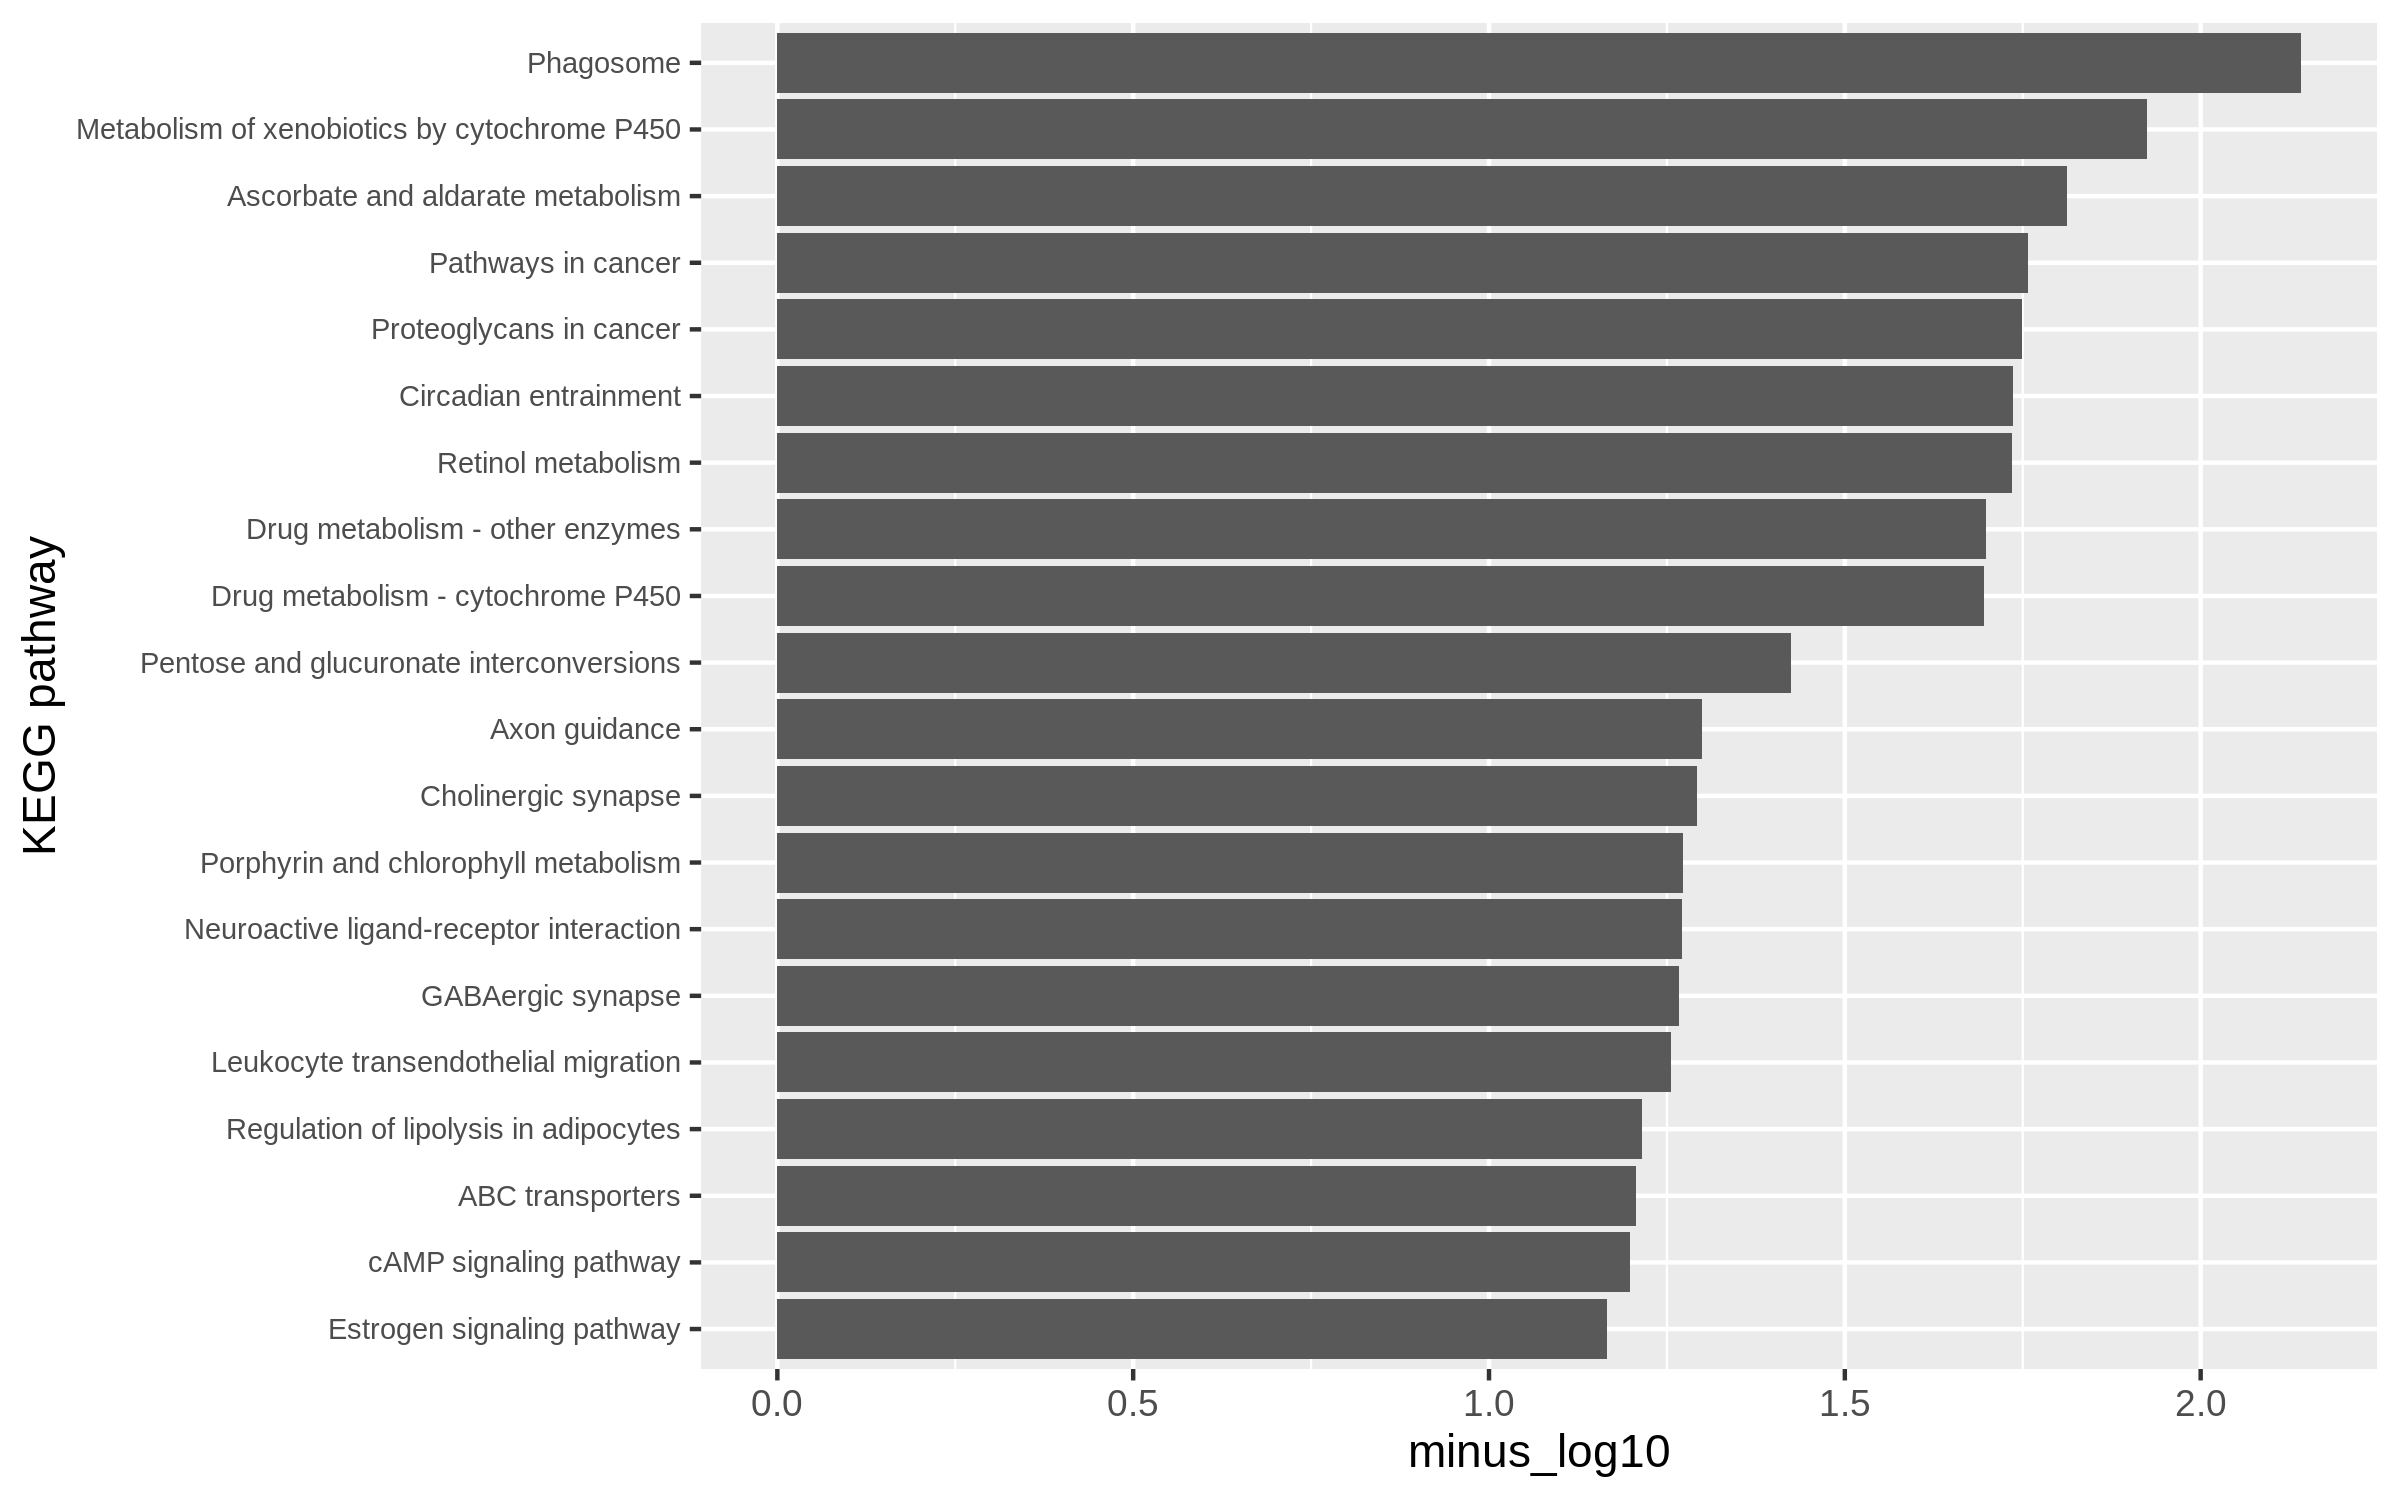 Phagosome
Metabolism of xenobiotics by cytochrome P450
Ascorbate and aldarate metabolism
Pathways in cancer
Proteoglycans in cancer
Circadian entrainment
Retinol metabolism
Drug metabolism - other enzymes
Drug metabolism - cytochrome P450
Pentose and glucuronate interconversions
Axon guidance
Cholinergic synapse
Porphyrin and chlorophyll metabolism
Neuroactive ligand-receptor interaction
GABAergic synapse
Leukocyte transendothelial migration
Regulation of lipolysis in adipocytes
ABC transporters
cAMP signaling pathway
Estrogen signaling pathway
KEGG pathway
0.0 0.5 1.0 1.5 2.0
minus_log10